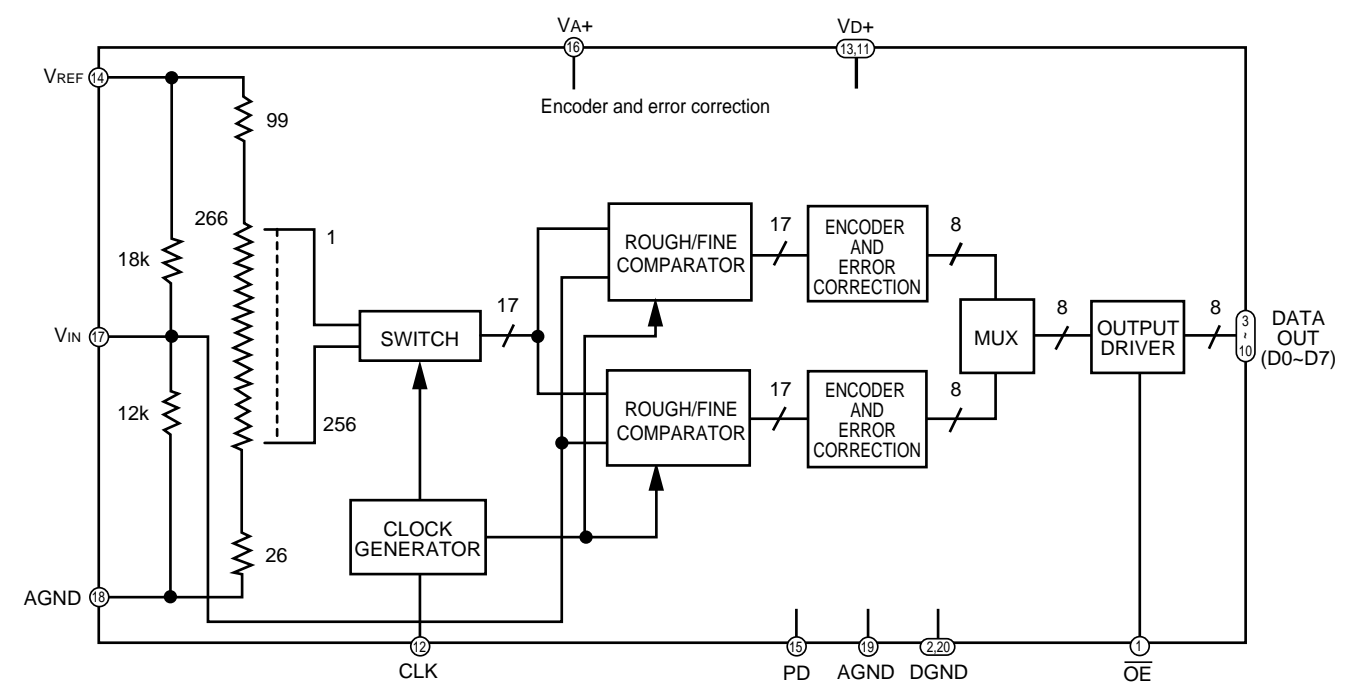 VA+
VD+
16
13,11
VREF 14
Encoder and error correction
99
266
1
18k
17
ROUGH/FINE
COMPARATOR
17
ENCODER
AND
ERROR
CORRECTION
8
VIN 17
SWITCH
MUX
8
OUTPUT
DRIVER
8
3
~
10
DATA
OUT
(D0~D7)
12k
256
ROUGH/FINE
COMPARATOR
17
ENCODER
AND
ERROR
CORRECTION
8
CLOCK
GENERATOR
26
AGND 18
12
CLK
15
PD
19
AGND
2,20
DGND
1
OE